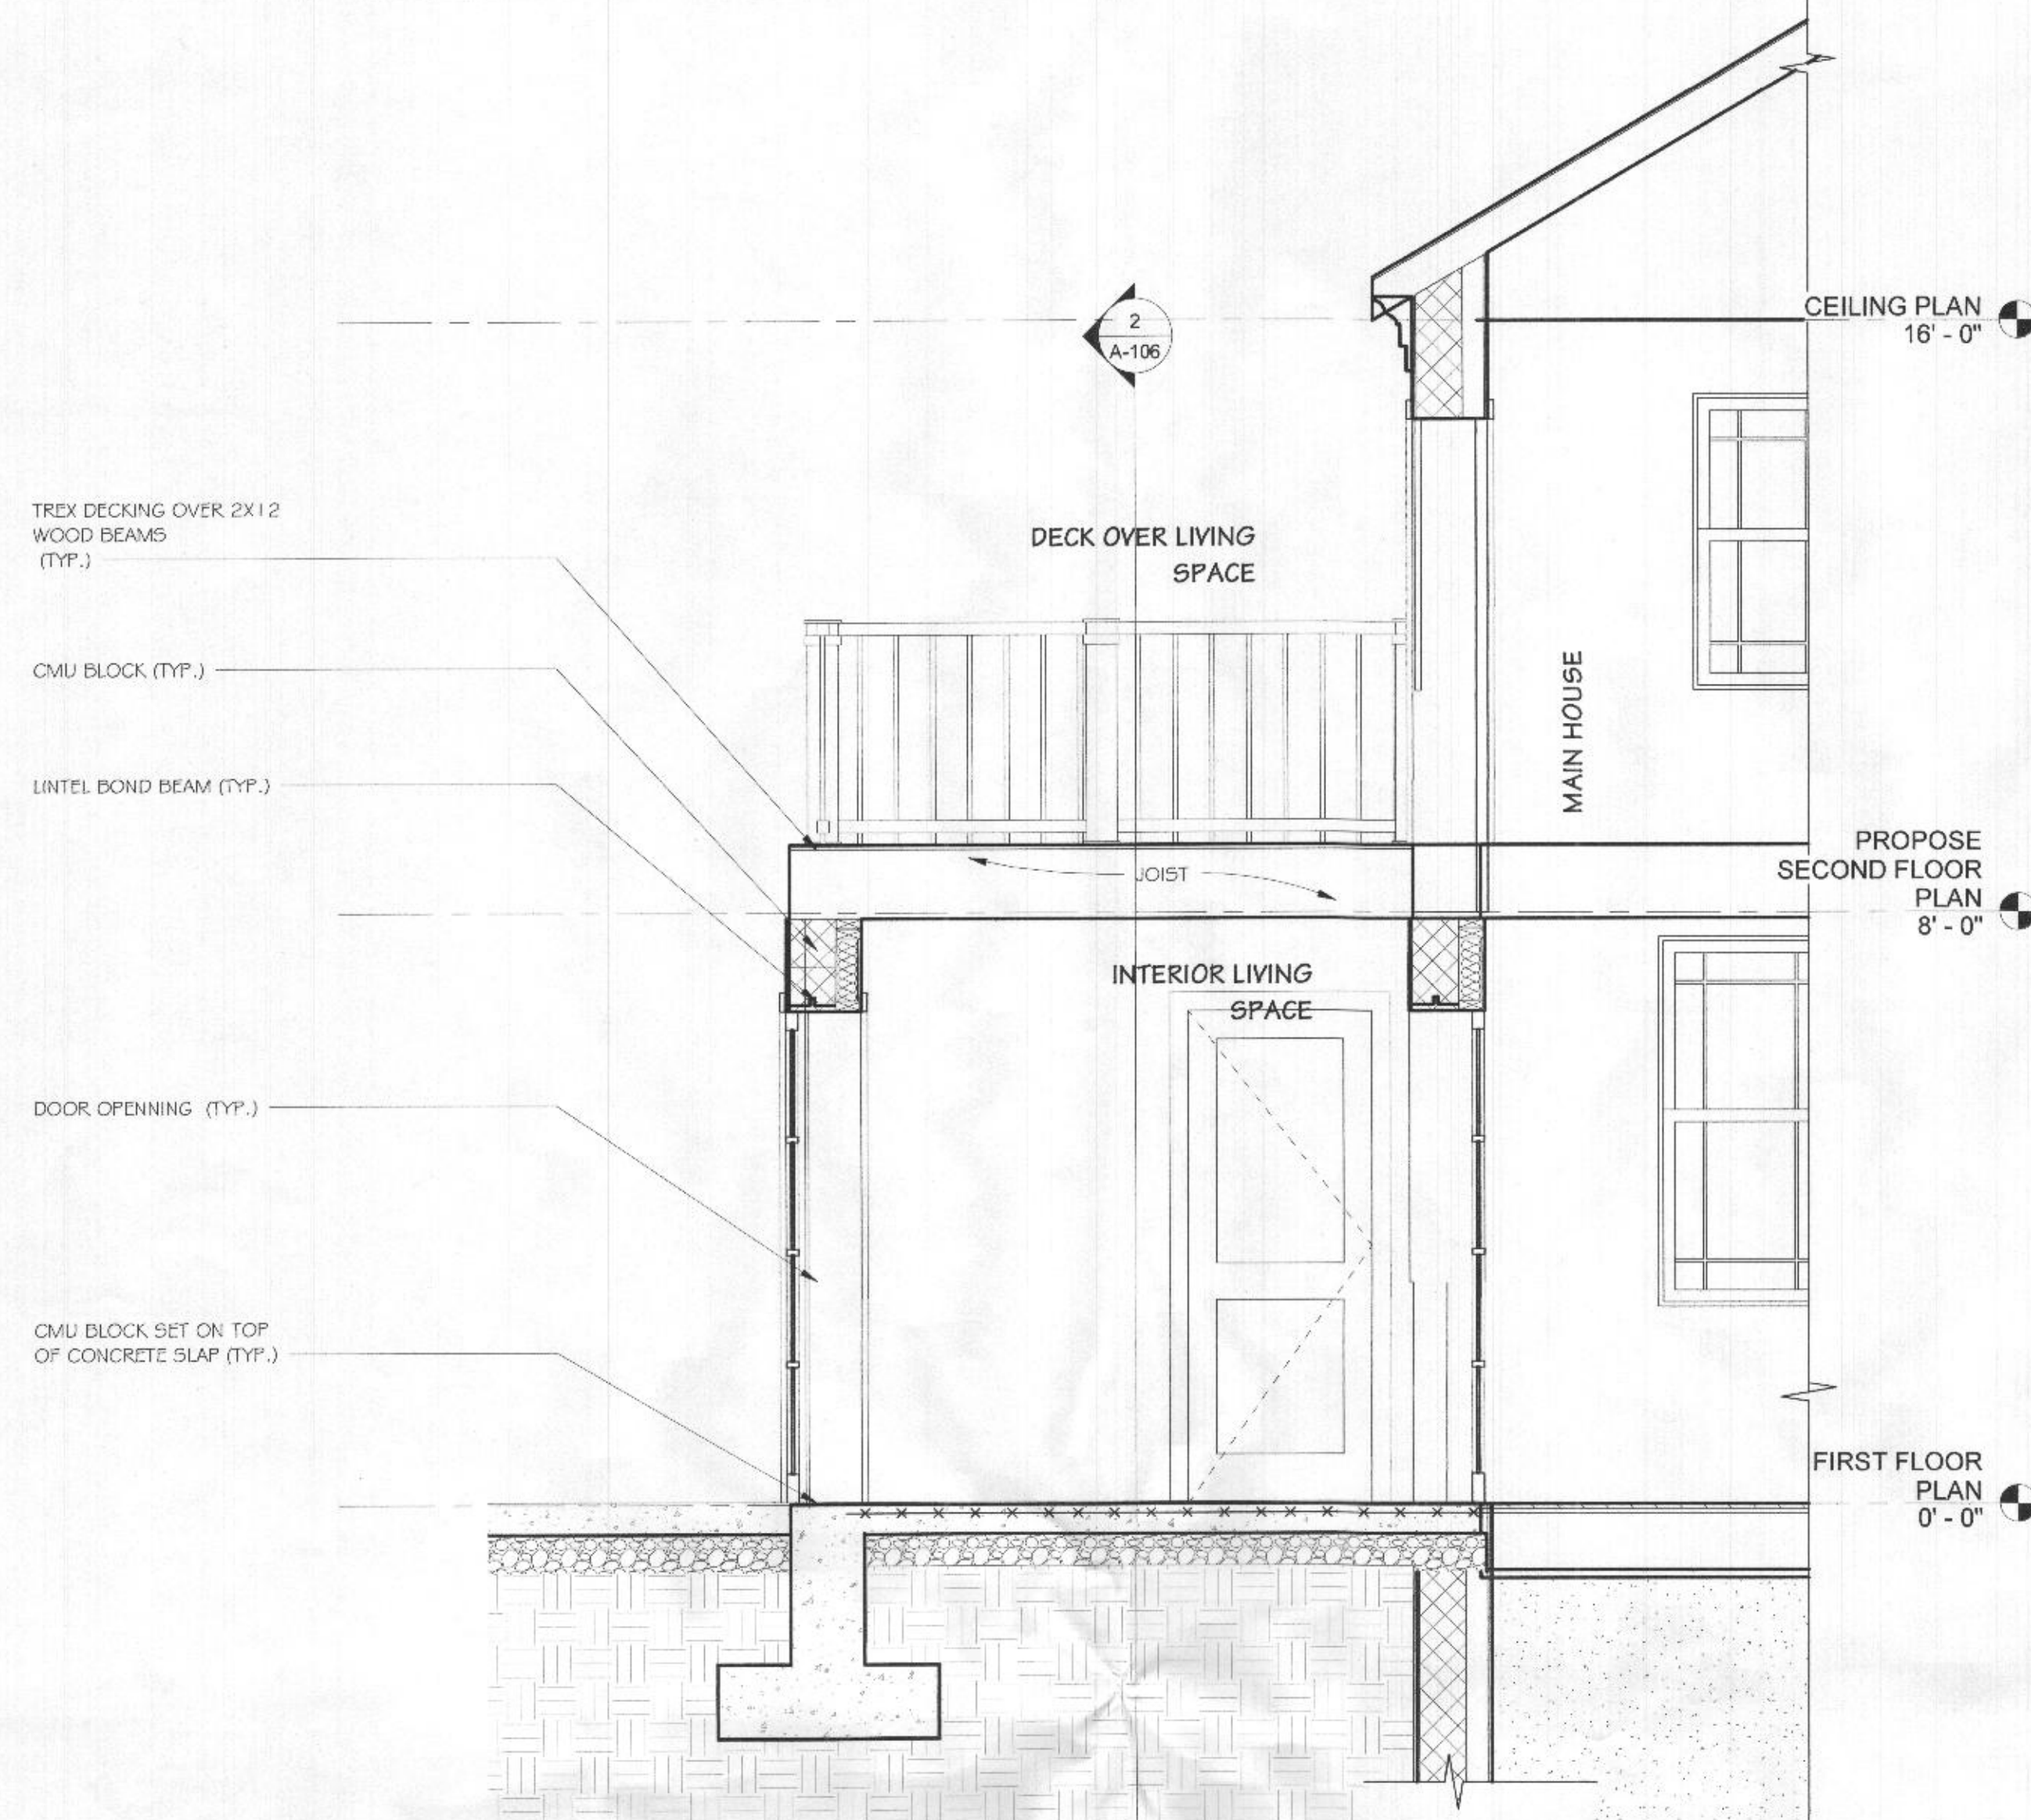 CEILING PLAN
16' - 0"
2
A-106
TREX DECKING OVER 2X12
WOOD BEAMS
(TYP.)
DECK OVER LIVING
SPACE
CMU BLOCK (TYP.)
MAIN HOUSE
LINTEL BOND BEAM (TYP.)
PROPOSE
SECOND FLOOR
PLAN
8' - 0"
JOIST
INTERIOR LIVING
SPACE
DOOR OPENNING (TYP.)
CMU BLOCK SET ON TOP
OF CONCRETE SLAP (TYP.)
FIRST FLOOR
PLAN
0' - 0"